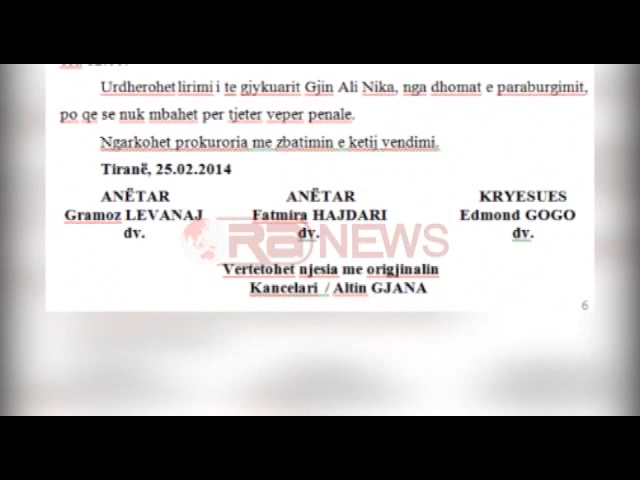 Urdherohet lirimi i te gjykuarit Gjin Ali Nika, nga dhomat e paraburgimit,
po qe se nuk mbahet per tjeter veper penale.
Ngarkohet prokuroria me zbatimin e ketij vendimi.
Tiranë, 25.02.2014
ANËTAR ANËTAR KRYESUES
Gramoz LEVANAJ Fatmira HAJDARI Edmond GOGO
dv. dv. dv.
NEWS
Vertetohet njesia me origjinalin
Kancelari / Altin GJANA
6